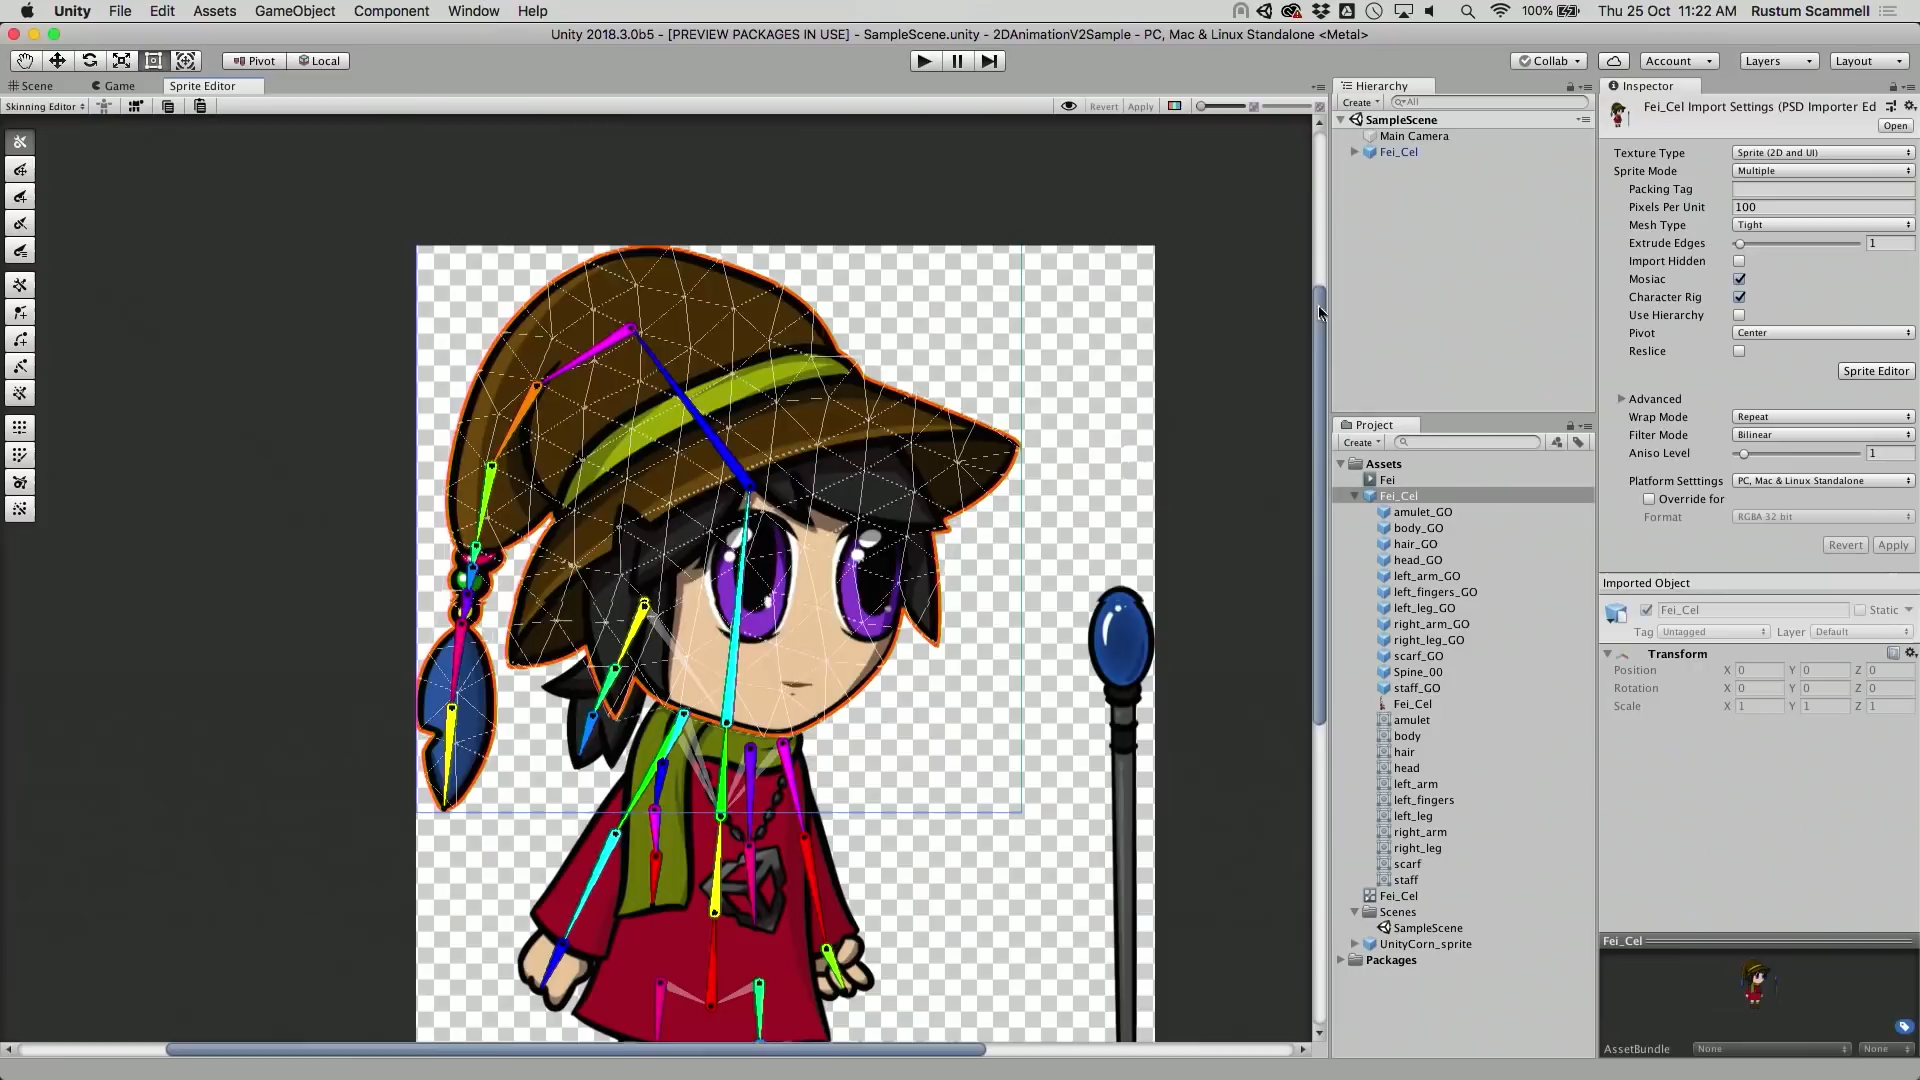 Unity File Edit Assets GameObject Component Window Help 100% Thu 25 Oct 11:22 AM Rustum Scammell
Unity 2018.3.0b5 - [PREVIEW PACKAGES IN USE] - SampleScene.unity - 2DAnimationV2Sample - PC, Mac & Linux Standalone <Metal>
Pivot Local Collab Account Layers Layout
Scene Game Sprite Editor
Skinning Editor Revert Apply
Hierarchy
Create All
SampleScene
Main Camera
Fei_Cel
Project
Create
Assets
Fei
Fei_Cel
amulet_GO
body_GO
hair_GO
head_GO
left_arm_GO
left_fingers_GO
left_leg_GO
right_arm_GO
right_leg_GO
scarf_GO
Spine_00
staff_GO
Fei_Cel
amulet
body
hair
head
left_arm
left_fingers
left_leg
right_arm
right_leg
scarf
staff
Fei_Cel
Scenes
SampleScene
UnityCorn_sprite
Packages
Inspector
Fei_Cel Import Settings (PSD Importer Ed
Open
Texture Type Sprite (2D and UI)
Sprite Mode Multiple
Packing Tag
Pixels Per Unit 100
Mesh Type Tight
Extrude Edges 1
Import Hidden
Mosiac
Character Rig
Use Hierarchy
Pivot Center
Reslice
Sprite Editor
Advanced
Wrap Mode Repeat
Filter Mode Bilinear
Aniso Level 1
Platform Setttings PC, Mac & Linux Standalone
Override for
Format RGBA 32 bit
Revert Apply
Imported Object
Fei_Cel Static
Tag Untagged Layer Default
Transform
Position X 0 Y 0 Z 0
Rotation X 0 Y 0 Z 0
Scale X 1 Y 1 Z 1
Fei_Cel
AssetBundle None None